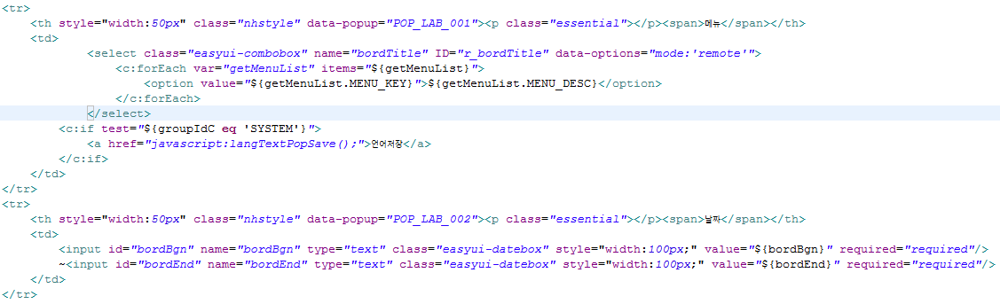 <tr>
<th style="width:50px" class="nhstyle" data-popup="POP_LAB_001"><p class="essential"></p><span>메뉴</span></th>
<td>
<select class="easyui-combobox" name="bordTitle" ID="r_bordTitle" data-options="mode:'remote'">
<c:forEach var="getMenuList" items="${getMenuList}">
<option value="${getMenuList.MENU_KEY}">${getMenuList.MENU_DESC}</option>
</c:forEach>
</select>
<c:if test="${groupIdC eq 'SYSTEM'}">
<a href="javascript:langTextPopSave();">언어저장</a>
</c:if>
</td>
</tr>
<tr>
<th style="width:50px" class="nhstyle" data-popup="POP_LAB_002"><p class="essential"></p><span>날짜</span></th>
<td>
<input id="bordBgn" name="bordBgn" type="text" class="easyui-datebox" style="width:100px;" value="${bordBgn}" required="required"/>
~<input id="bordEnd" name="bordEnd" type="text" class="easyui-datebox" style="width:100px;" value="${bordEnd}" required="required"/>
</td>
</tr>